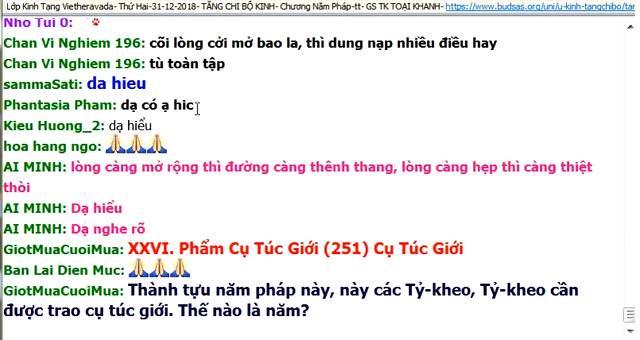 Lớp Kinh Tạng Vietheravada- Thứ Hai-31-12-2018- TĂNG CHI BỘ KINH- Chương Năm Pháp-tt- GS TK TOẠI KHANH- https://www.budsas.org/uni/u-kinh-tangchibo/tan
Nho Tui 0:
Chan Vi Nghiem 196: cõi lòng cởi mở bao la, thì dung nạp nhiều điều hay
Chan Vi Nghiem 196: tù toàn tập
sammaSati: da hieu
Phantasia Pham: dạ có ạ hic
Kieu Huong_2: dạ hiểu
hoa hang ngo:
AI MINH: lòng càng mở rộng thì đường càng thênh thang, lòng càng hẹp thì càng thiệt
thòi
AI MINH: Dạ hiểu
AI MINH: Dạ nghe rõ
GiotMuaCuoiMua: XXVI. Phẩm Cụ Túc Giới (251) Cụ Túc Giới
Ban Lai Dien Muc:
GiotMuaCuoiMua: Thành tựu năm pháp này, này các Tỷ-kheo, Tỷ-kheo cần
được trao cụ túc giới. Thế nào là năm?